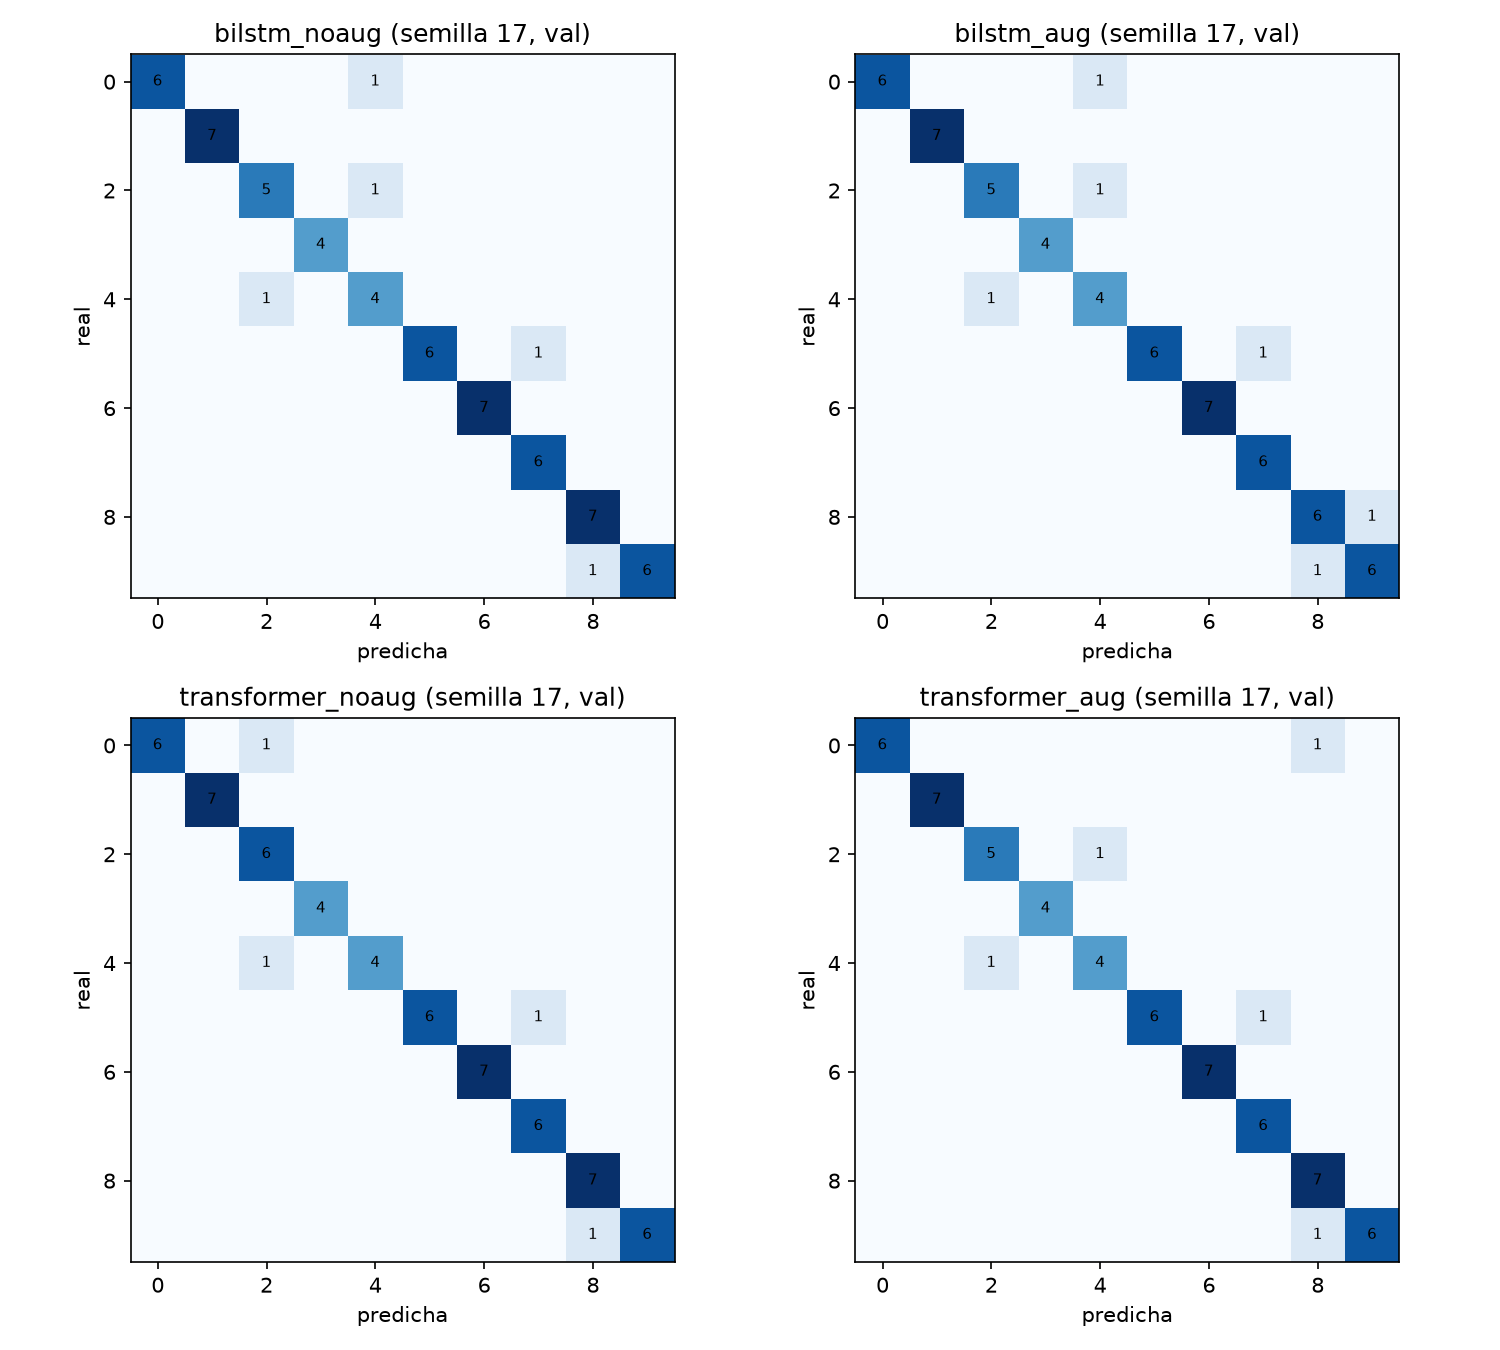 bilstm_noaug (semilla 17, val)
0 6 1
7
2 5 1
4
4 1 4
6 1
6 7
6
8 7
1 6
0 2 4 6 8
real
predicha
bilstm_aug (semilla 17, val)
0 6 1
7
2 5 1
4
4 1 4
6 1
6 7
6
8 6 1
1 6
0 2 4 6 8
real
predicha
transformer_noaug (semilla 17, val)
0 6 1
7
2 6
4
4 1 4
6 1
6 7
6
8 7
1 6
0 2 4 6 8
real
predicha
transformer_aug (semilla 17, val)
0 6 1
7
2 5 1
4
4 1 4
6 1
6 7
6
8 7
1 6
0 2 4 6 8
real
predicha